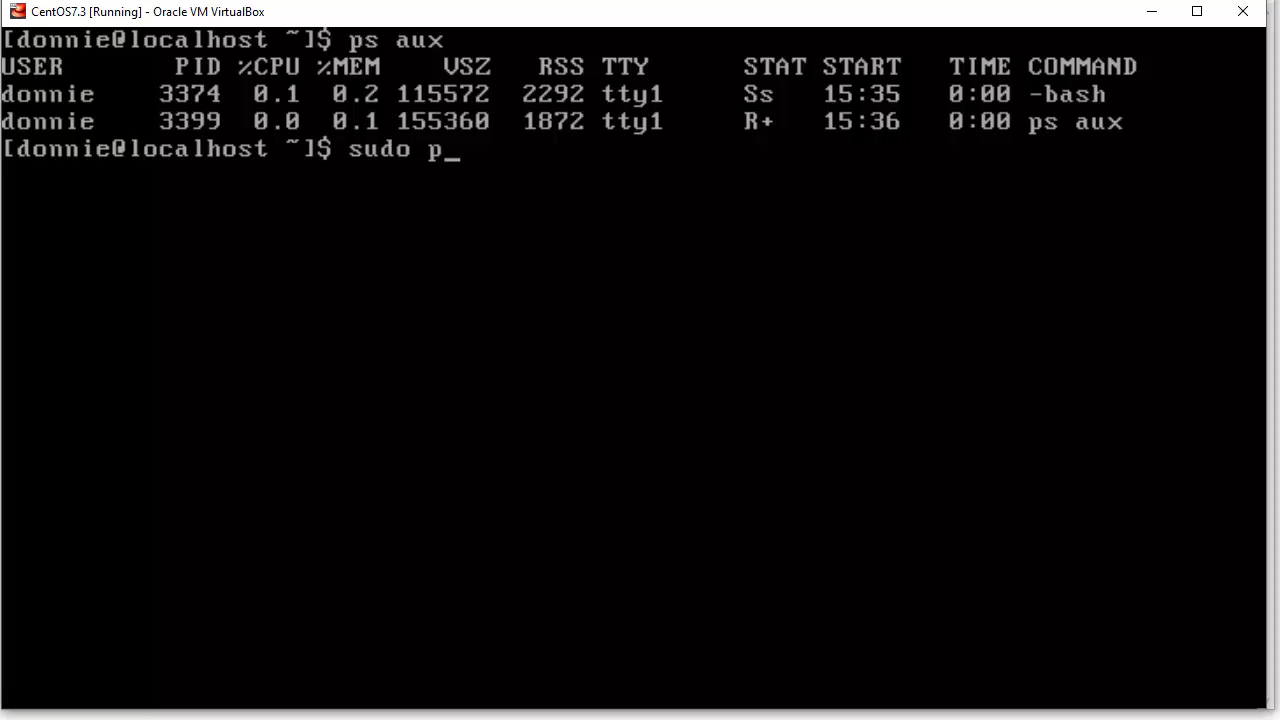 CentOS7.3 [Running] - Oracle VM VirtualBox
[donnie@localhost ~]$ ps aux
USER       PID %CPU %MEM    VSZ   RSS TTY      STAT START   TIME COMMAND
donnie    3374  0.1  0.2 115572  2292 tty1     Ss   15:35   0:00 -bash
donnie    3399  0.0  0.1 155360  1872 tty1     R+   15:36   0:00 ps aux
[donnie@localhost ~]$ sudo p_